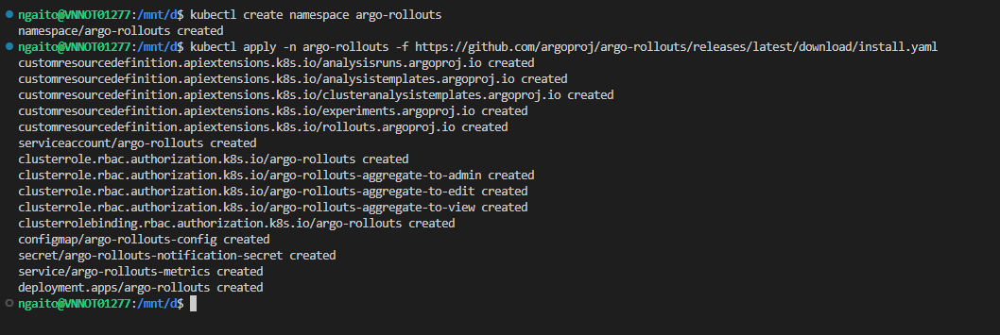 ngaito@VNNOT01277:/mnt/d$ kubectl create namespace argo-rollouts
namespace/argo-rollouts created
ngaito@VNNOT01277:/mnt/d$ kubectl apply -n argo-rollouts -f https://github.com/argoproj/argo-rollouts/releases/latest/download/install.yaml
customresourcedefinition.apiextensions.k8s.io/analysisruns.argoproj.io created
customresourcedefinition.apiextensions.k8s.io/analysistemplates.argoproj.io created
customresourcedefinition.apiextensions.k8s.io/clusteranalysistemplates.argoproj.io created
customresourcedefinition.apiextensions.k8s.io/experiments.argoproj.io created
customresourcedefinition.apiextensions.k8s.io/rollouts.argoproj.io created
serviceaccount/argo-rollouts created
clusterrole.rbac.authorization.k8s.io/argo-rollouts created
clusterrole.rbac.authorization.k8s.io/argo-rollouts-aggregate-to-admin created
clusterrole.rbac.authorization.k8s.io/argo-rollouts-aggregate-to-edit created
clusterrole.rbac.authorization.k8s.io/argo-rollouts-aggregate-to-view created
clusterrolebinding.rbac.authorization.k8s.io/argo-rollouts created
configmap/argo-rollouts-config created
secret/argo-rollouts-notification-secret created
service/argo-rollouts-metrics created
deployment.apps/argo-rollouts created
ngaito@VNNOT01277:/mnt/d$